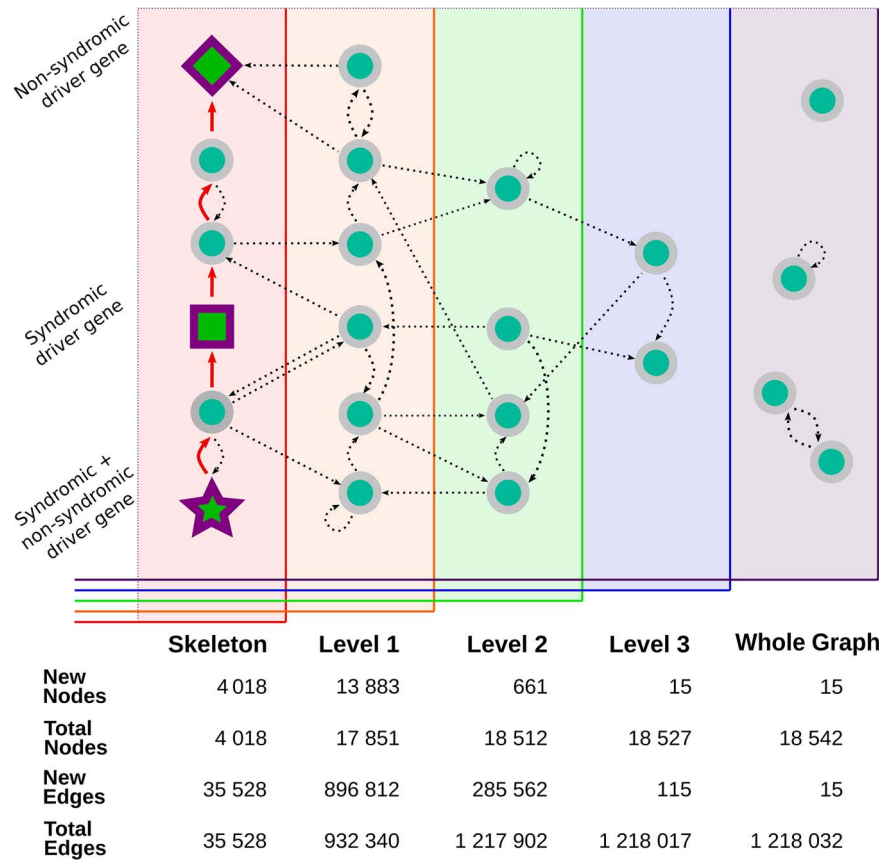 Non-syndromic
driver gene
Syndromic
driver gene
Syndromic +
non-syndromic
driver gene
Skeleton Level 1 Level 2 Level 3 Whole Graph
New
Nodes 4 018 13 883 661 15 15
Total
Nodes 4 018 17 851 18 512 18 527 18 542
New
Edges 35 528 896 812 285 562 115 15
Total
Edges 35 528 932 340 1 217 902 1 218 017 1 218 032